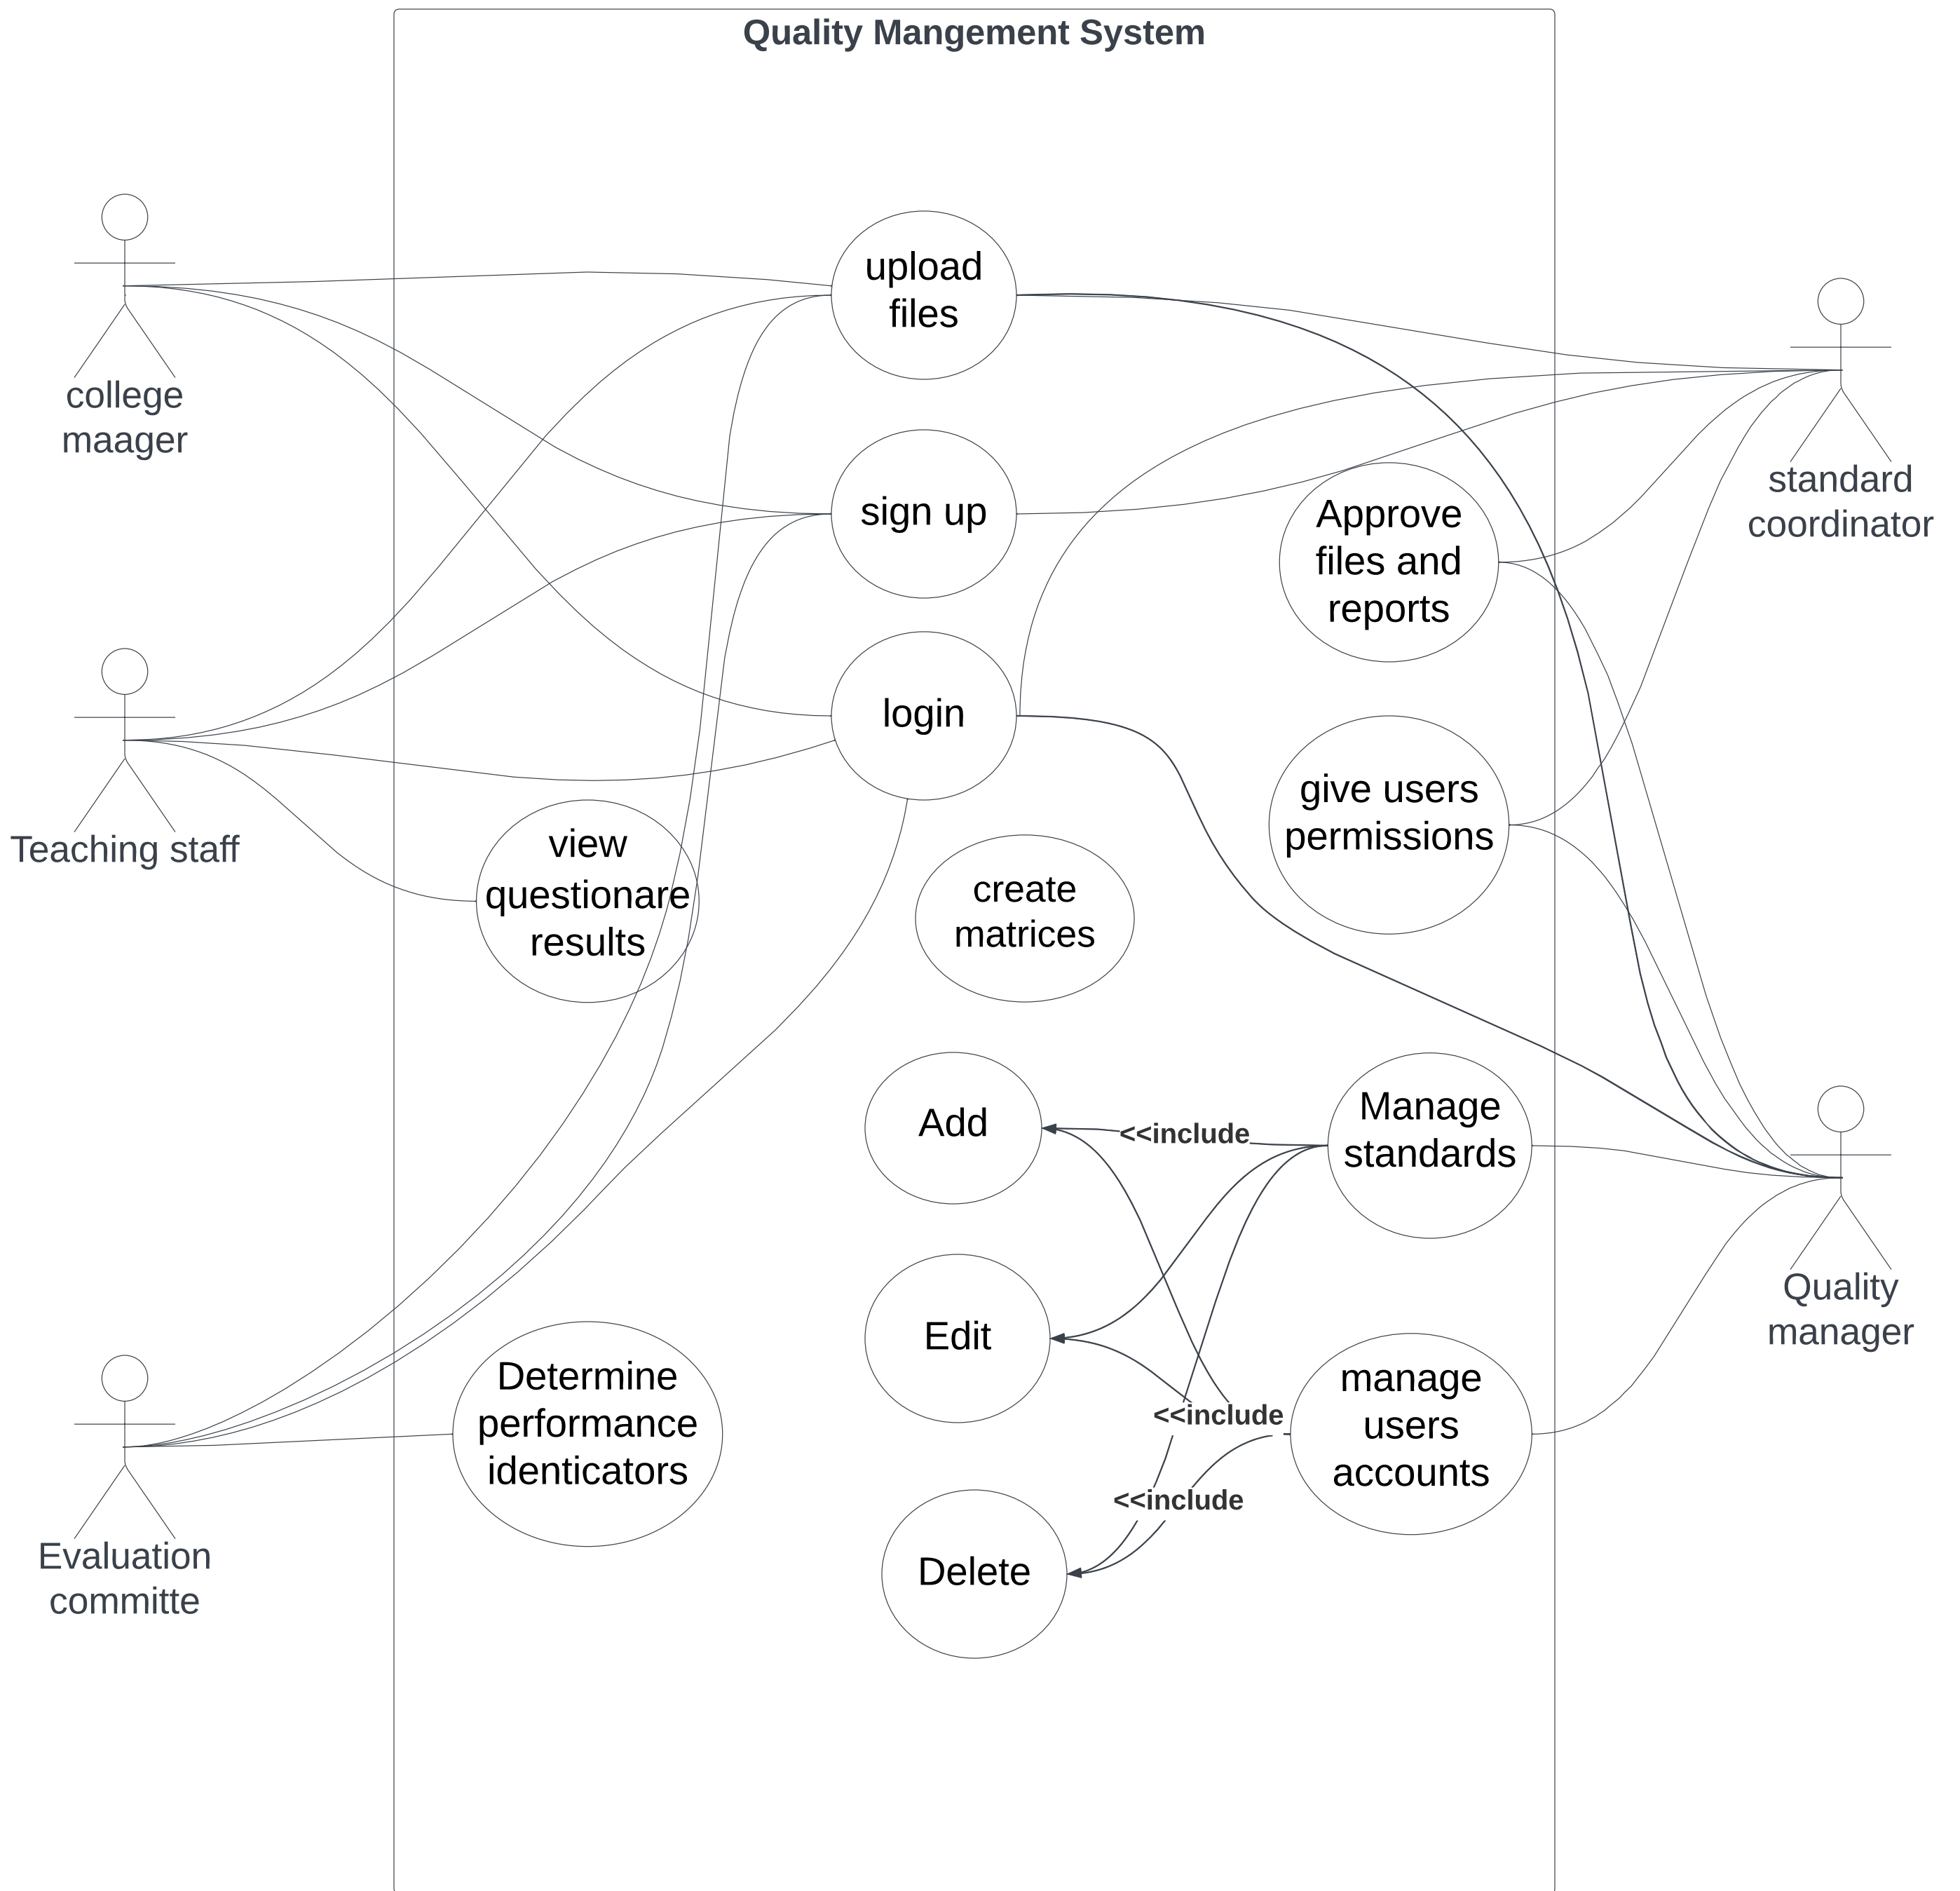 Quality Mangement System
college
maager
upload
files
standard
coordinator
sign up
Approve
files and
reports
login
Teaching staff
give users
permissions
view
questionare
results
create
matrices
Add
<<include
Manage
standards
Edit
Quality
manager
<<include
manage
users
accounts
Determine
performance
identicators
<<include
Delete
Evaluation
committe